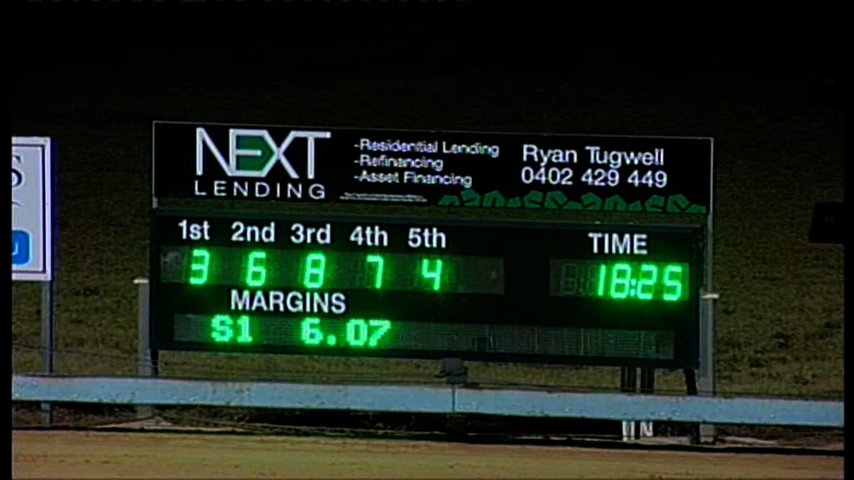 NEXT
LENDING
-Residential Lending
-Refinancing
-Asset Financing
Ryan Tugwell
0402 429 449
1st 2nd 3rd 4th 5th TIME
3 6 8 7 4 18:25
MARGINS
S1 6.07